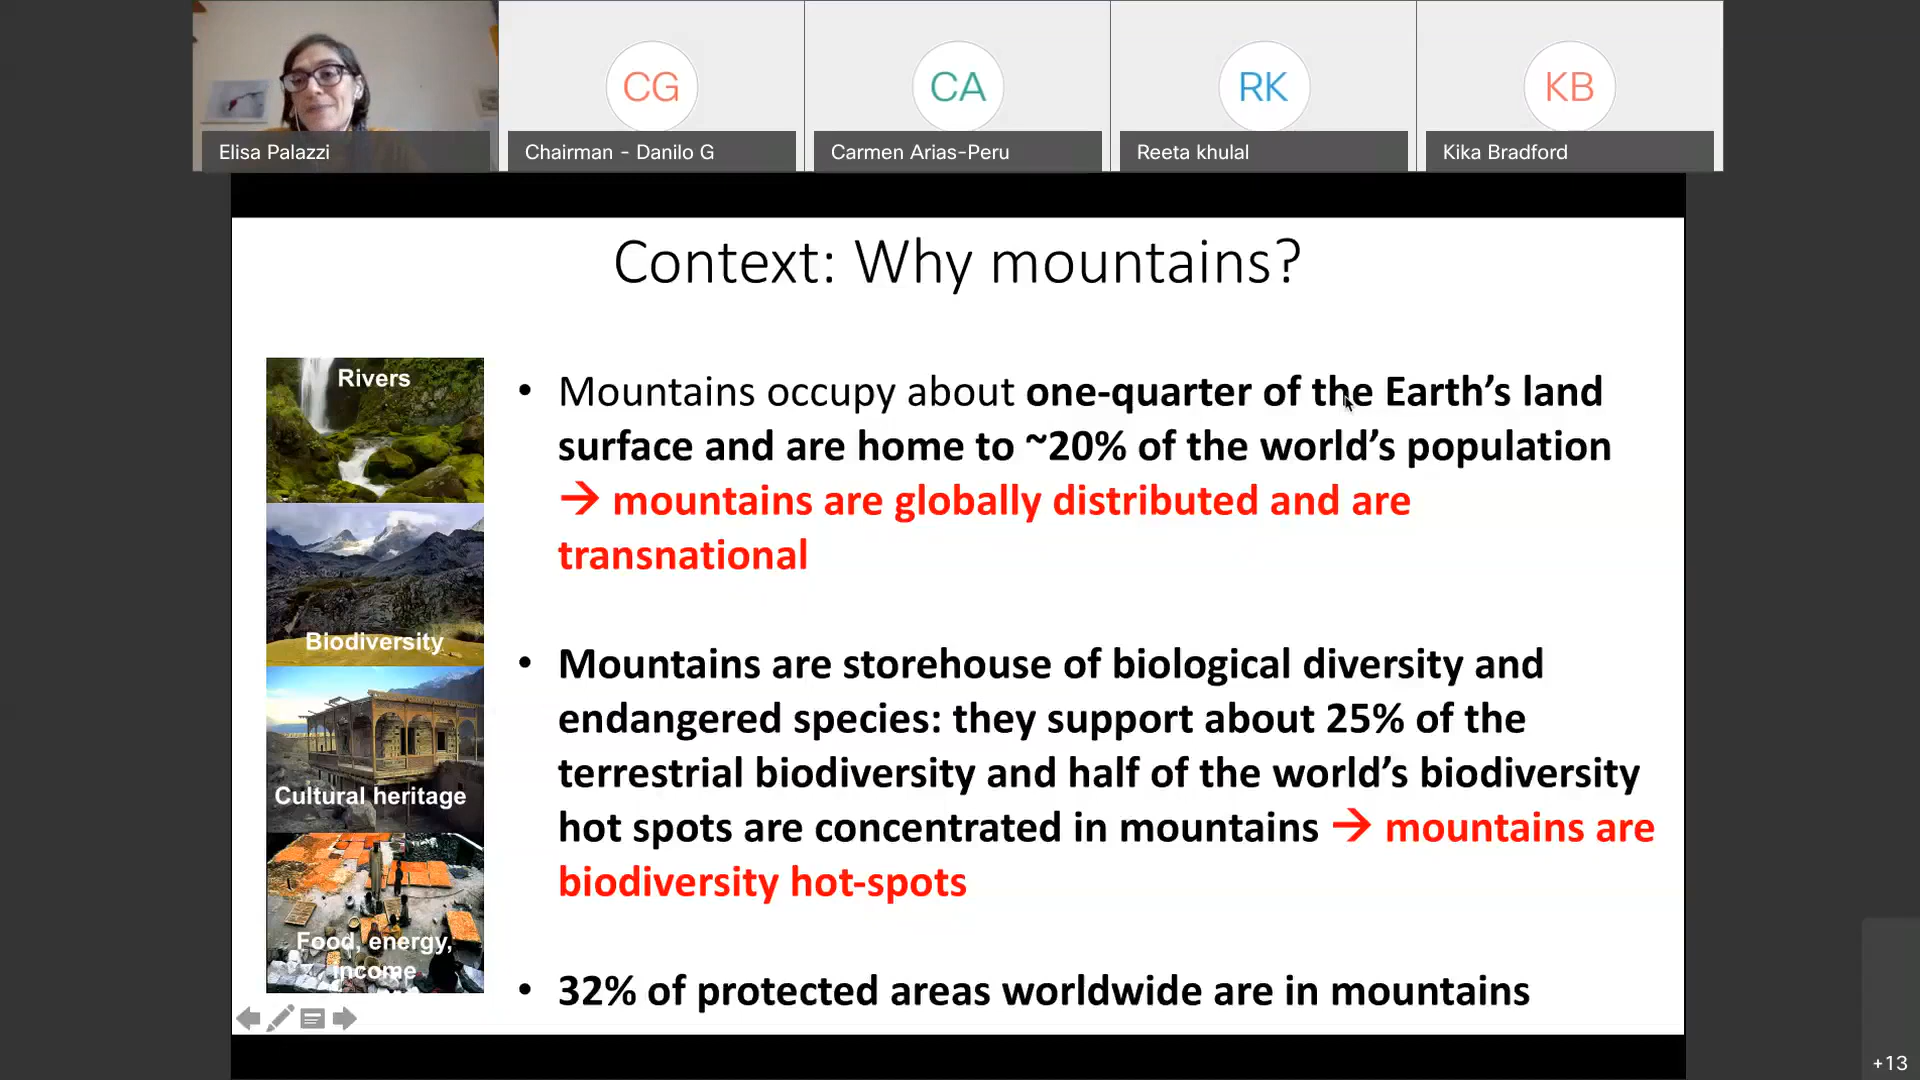 CG
CA
RK
KB
Elisa Palazzi
Chairman - Danilo G
Carmen Arias-Peru
Reeta khulal
Kika Bradford
Context: Why mountains?
Rivers
Biodiversity
Cultural heritage
Food, energy,
income
• Mountains occupy about one-quarter of the Earth’s land
surface and are home to ~20% of the world’s population
→ mountains are globally distributed and are
transnational
• Mountains are storehouse of biological diversity and
endangered species: they support about 25% of the
terrestrial biodiversity and half of the world’s biodiversity
hot spots are concentrated in mountains → mountains are
biodiversity hot-spots
• 32% of protected areas worldwide are in mountains
+13